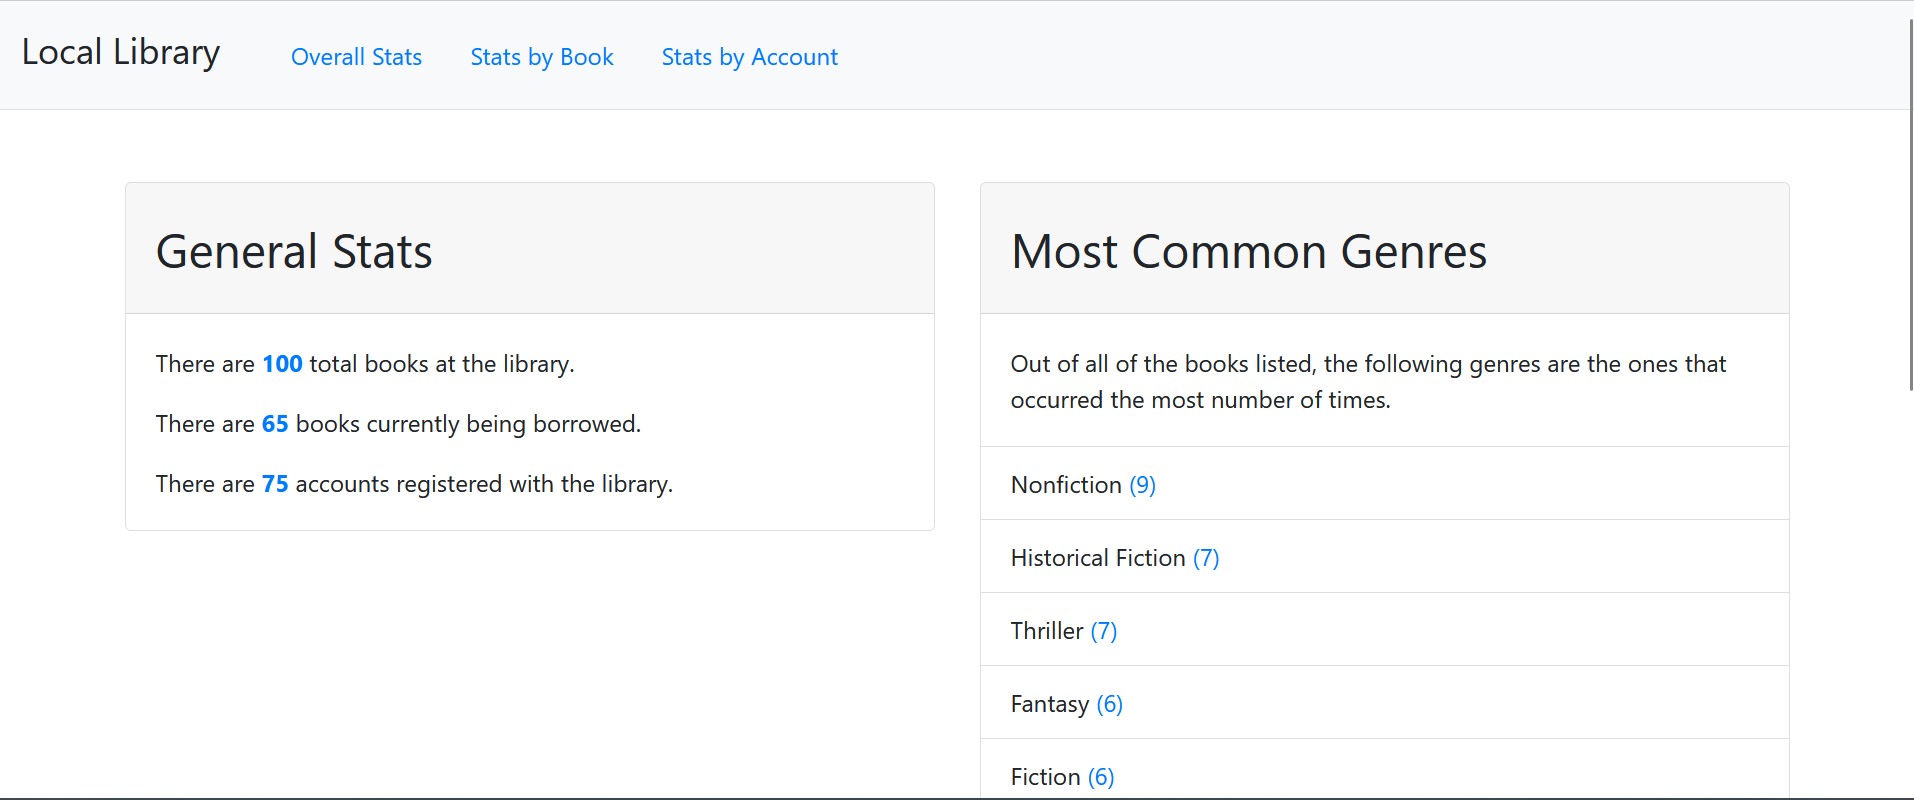 Local Library
Overall Stats
Stats by Book
Stats by Account
General Stats
There are 100 total books at the library.
There are 65 books currently being borrowed.
There are 75 accounts registered with the library.
Most Common Genres
Out of all of the books listed, the following genres are the ones that
occurred the most number of times.
Nonfiction (9)
Historical Fiction (7)
Thriller (7)
Fantasy (6)
Fiction (6)